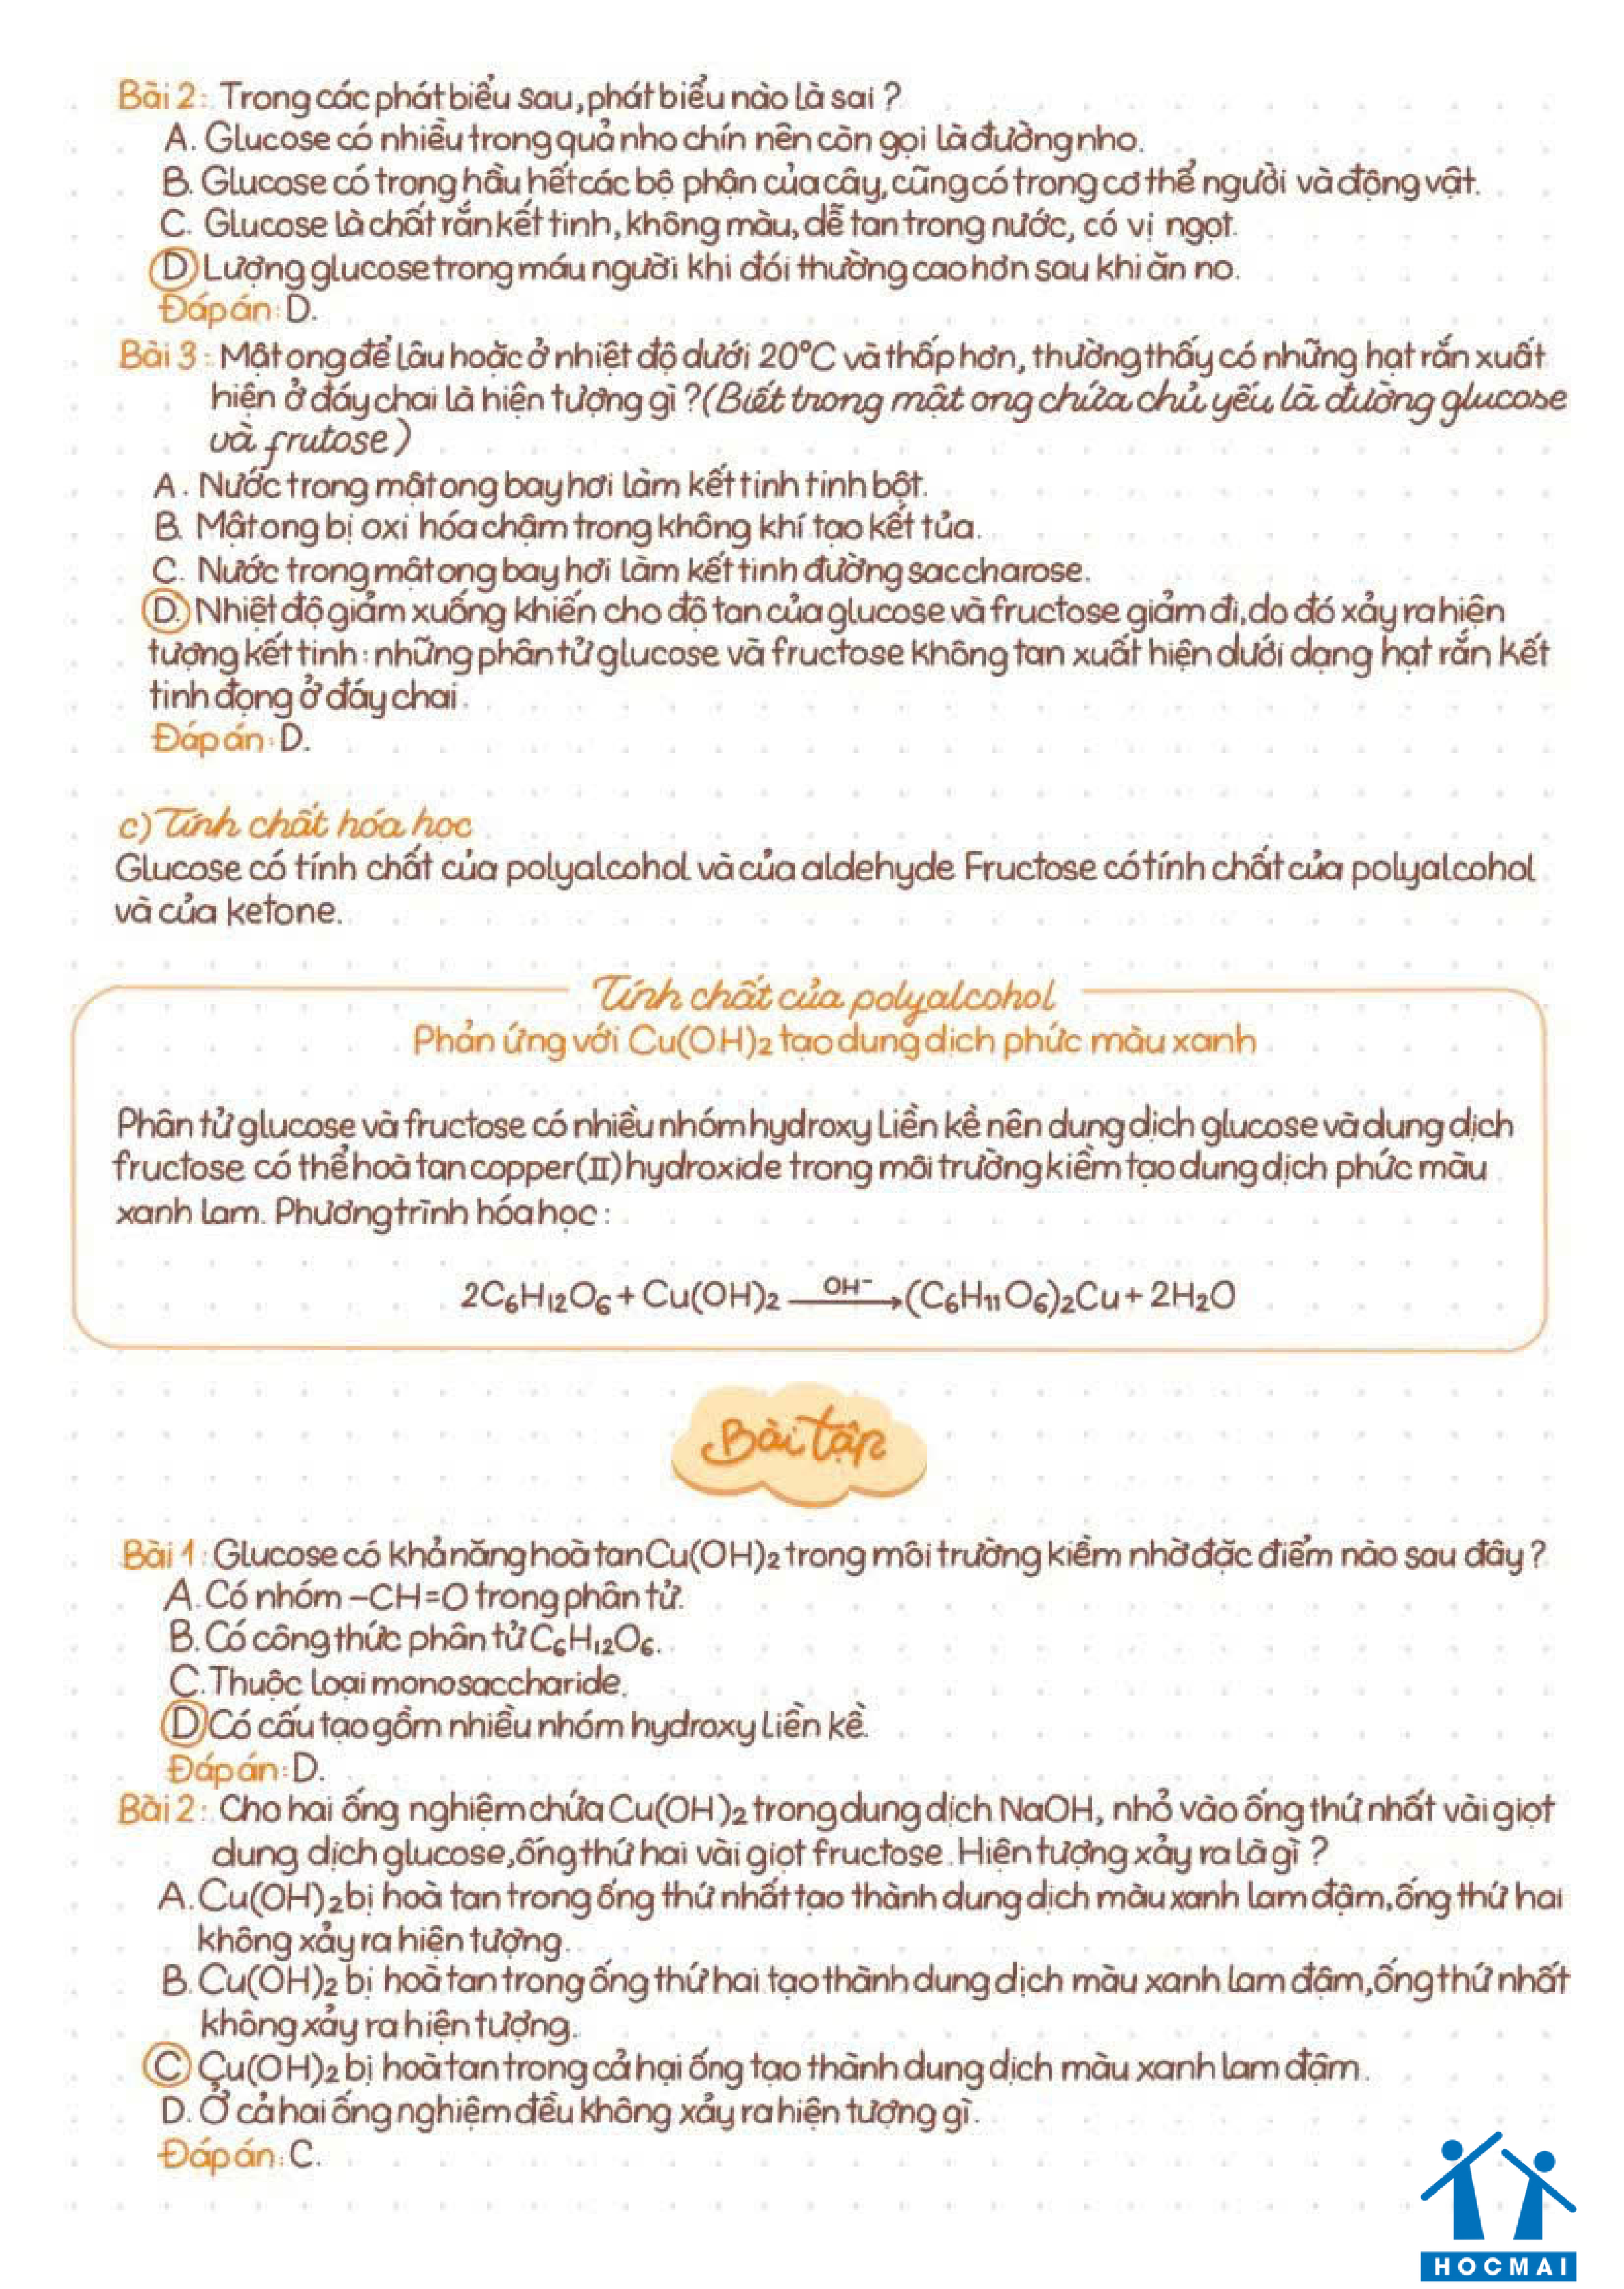 Bài 2: Trong các phát biểu sau, phát biểu nào là sai ?
A. Glucose có nhiều trong quả nho chín nên còn gọi là đường nho.
B. Glucose có trong hầu hết các bộ phận của cây, cũng có trong cơ thể người và động vật.
C. Glucose là chất rắn kết tinh, không màu, dễ tan trong nước, có vị ngọt.
D Lượng glucose trong máu người khi đói thường cao hơn sau khi ăn no.
Đáp án: D.
Bài 3: Mật ong để lâu hoặc ở nhiệt độ dưới 20°C và thấp hơn, thường thấy có những hạt rắn xuất
hiện ở đáy chai là hiện tượng gì ? (Biết trong mật ong chứa chủ yếu là đường glucose
và frutose)
A. Nước trong mật ong bay hơi làm kết tinh tinh bột.
B. Mật ong bị oxi hóa chậm trong không khí tạo kết tủa.
C. Nước trong mật ong bay hơi làm kết tinh đường saccharose.
D. Nhiệt độ giảm xuống khiến cho độ tan của glucose và fructose giảm đi, do đó xảy ra hiện
tượng kết tinh: những phân tử glucose và fructose không tan xuất hiện dưới dạng hạt rắn kết
tinh đọng ở đáy chai.
Đáp án: D.
c) Tính chất hóa học
Glucose có tính chất của polyalcohol và của aldehyde Fructose có tính chất của polyalcohol
và của ketone.
Tính chất của polyalcohol
Phản ứng với Cu(OH)₂ tạo dung dịch phức màu xanh
Phân tử glucose và fructose có nhiều nhóm hydroxy liền kề nên dung dịch glucose và dung dịch
fructose có thể hoà tan copper(II) hydroxide trong môi trường kiềm tạo dung dịch phức màu
xanh lam. Phương trình hóa học:
2C₆H₁₂O₆ + Cu(OH)₂ —OH⁻→ (C₆H₁₁O₆)₂Cu + 2H₂O
Bài tập
Bài 1: Glucose có khả năng hoà tan Cu(OH)₂ trong môi trường kiềm nhờ đặc điểm nào sau đây ?
A. Có nhóm –CH=O trong phân tử.
B. Có công thức phân tử C₆H₁₂O₆.
C. Thuộc loại monosaccharide.
D Có cấu tạo gồm nhiều nhóm hydroxy liền kề.
Đáp án: D.
Bài 2: Cho hai ống nghiệm chứa Cu(OH)₂ trong dung dịch NaOH, nhỏ vào ống thứ nhất vài giọt
dung dịch glucose, ống thứ hai vài giọt fructose. Hiện tượng xảy ra là gì ?
A. Cu(OH)₂ bị hoà tan trong ống thứ nhất tạo thành dung dịch màu xanh lam đậm, ống thứ hai
không xảy ra hiện tượng.
B. Cu(OH)₂ bị hoà tan trong ống thứ hai tạo thành dung dịch màu xanh lam đậm, ống thứ nhất
không xảy ra hiện tượng.
C Cu(OH)₂ bị hoà tan trong cả hại ống tạo thành dung dịch màu xanh lam đậm.
D. Ở cả hai ống nghiệm đều không xảy ra hiện tượng gì.
Đáp án: C.
HOCMAI